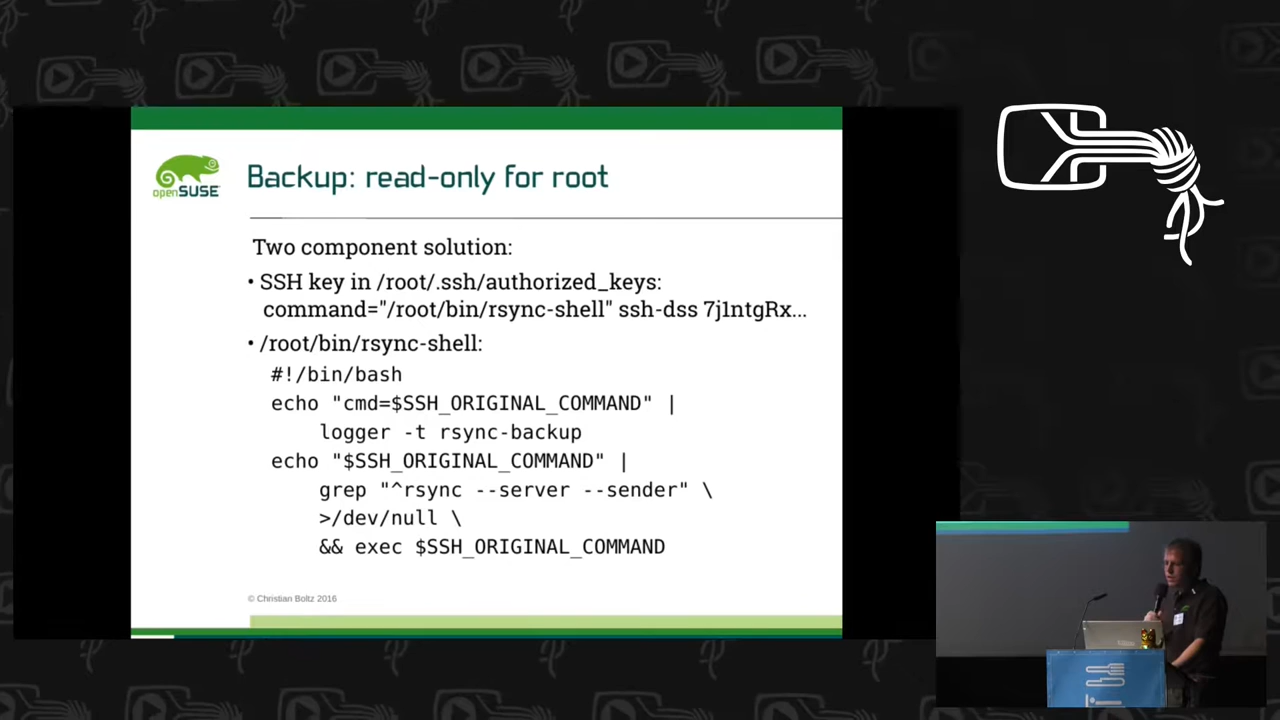 openSUSE
Backup: read-only for root
Two component solution:
• SSH key in /root/.ssh/authorized_keys:
command="/root/bin/rsync-shell" ssh-dss 7j1ntgRx...
• /root/bin/rsync-shell:
#!/bin/bash
echo "cmd=$SSH_ORIGINAL_COMMAND" |
logger -t rsync-backup
echo "$SSH_ORIGINAL_COMMAND" |
grep "^rsync --server --sender" \
>/dev/null \
&& exec $SSH_ORIGINAL_COMMAND
© Christian Boltz 2016